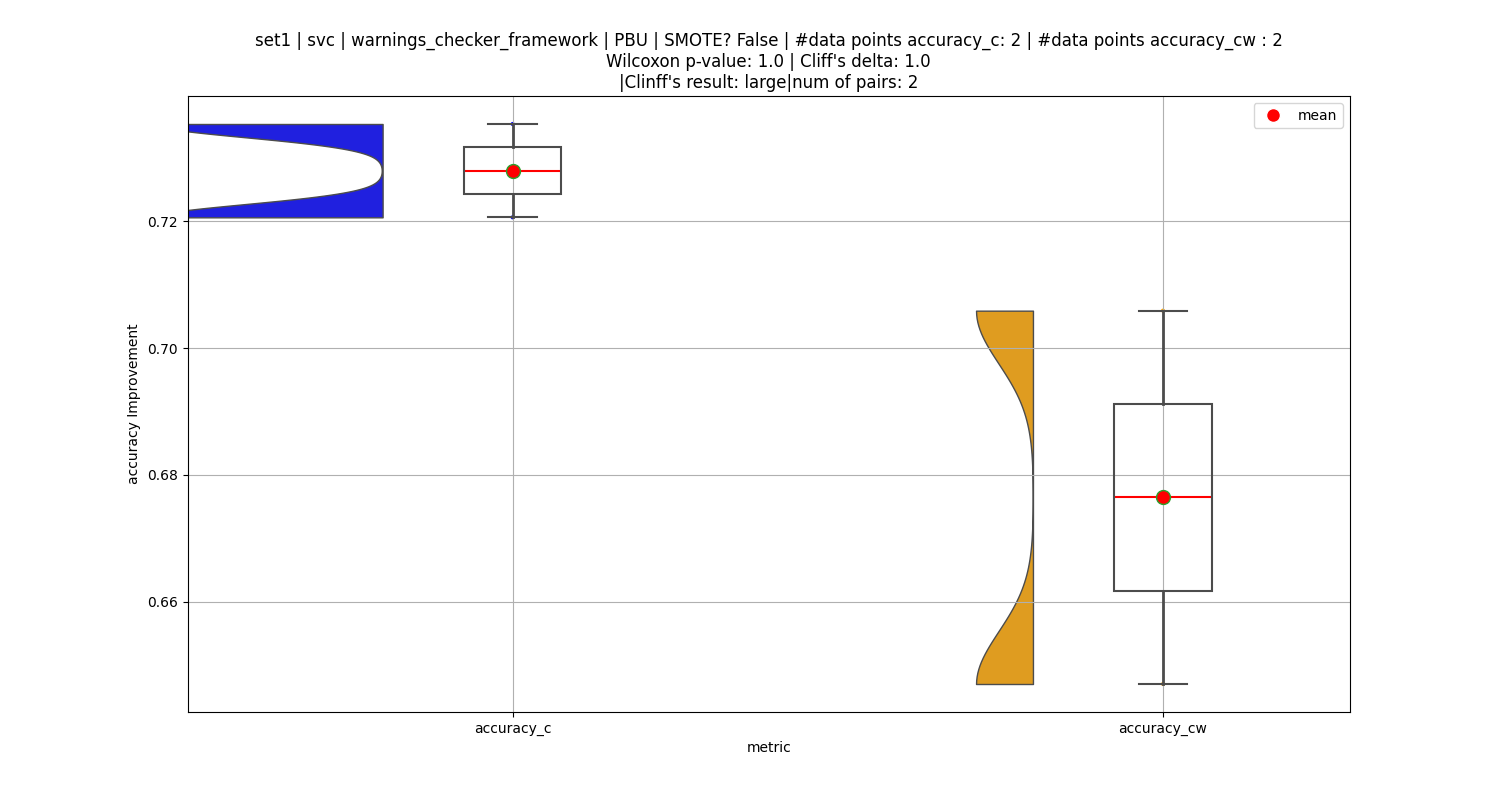 set1 | svc | warnings_checker_framework | PBU | SMOTE? False | #data points accuracy_c: 2 | #data points accuracy_cw : 2
Wilcoxon p-value: 1.0 | Cliff's delta: 1.0
|Clinff's result: large|num of pairs: 2
mean
0.72
0.70
0.68
0.66
accuracy Improvement
accuracy_c
accuracy_cw
metric